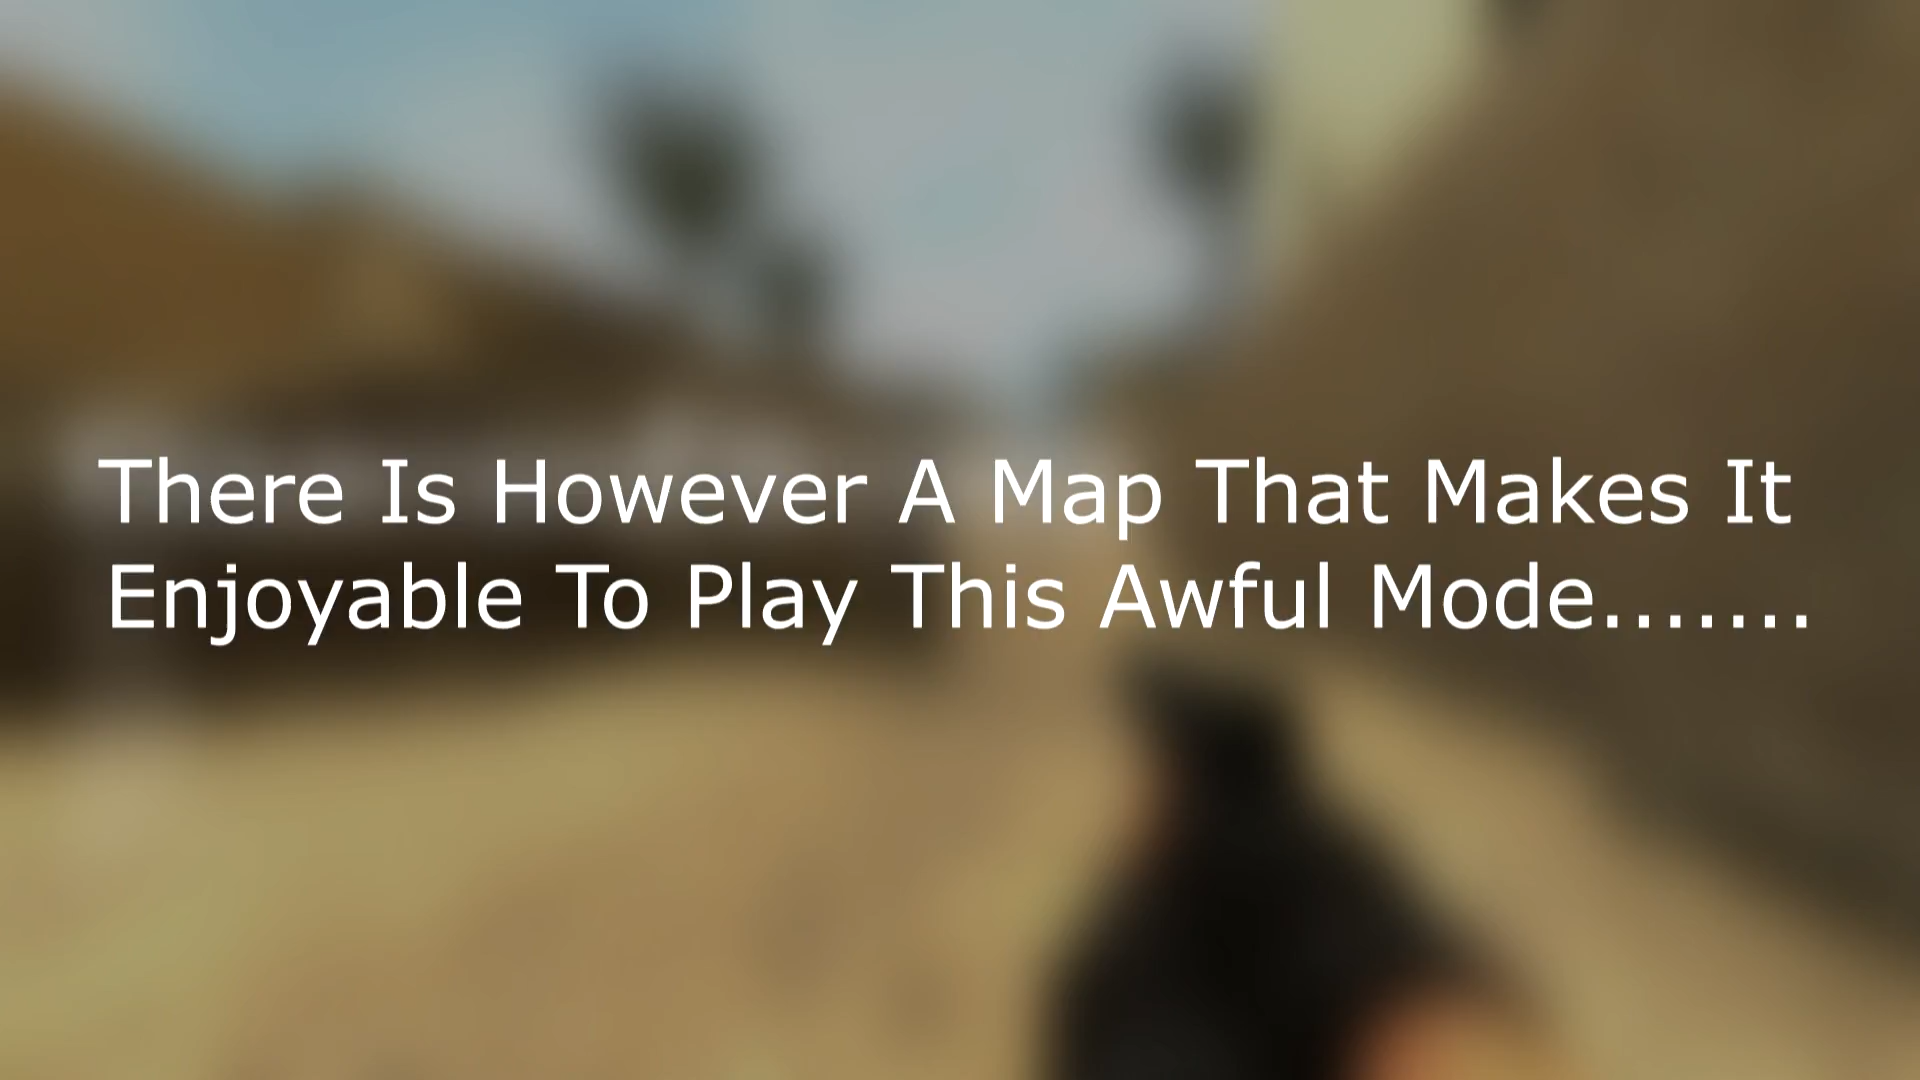 There Is However A Map That Makes It
Enjoyable To Play This Awful Mode.......